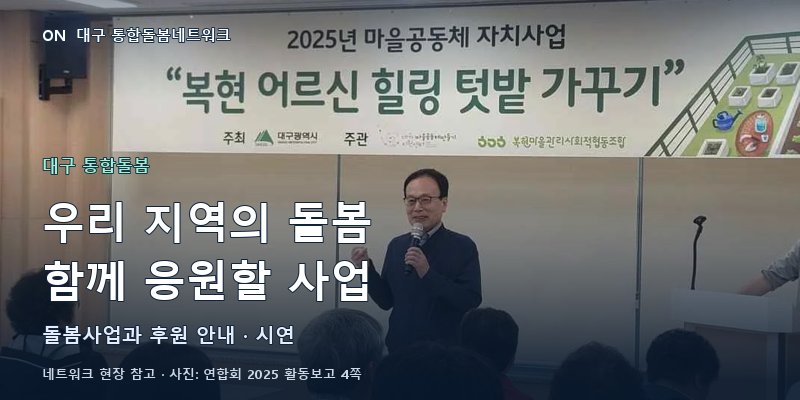 ON 대구 통합돌봄네트워크
2025년 마을공동체 자치사업
“복현 어르신 힐링 텃밭 가꾸기”
주최 대구광역시 주관 복현마을관리사회적협동조합
대구 통합돌봄
우리 지역의 돌봄
함께 응원할 사업
돌봄사업과 후원 안내 · 시연
네트워크 현장 참고 · 사진: 연합회 2025 활동보고 4쪽